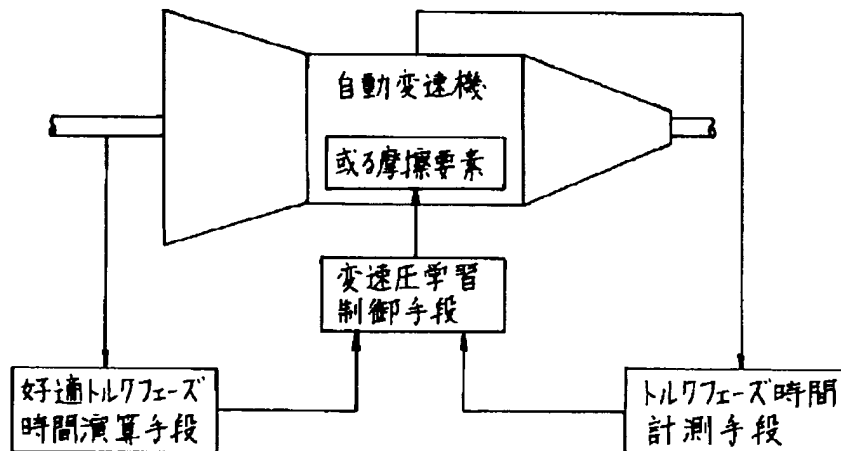 自動変速機
或る摩擦要素
変速圧学習
制御手段
好適トルクフェーズ
時間演算手段
トルクフェーズ時間
計測手段